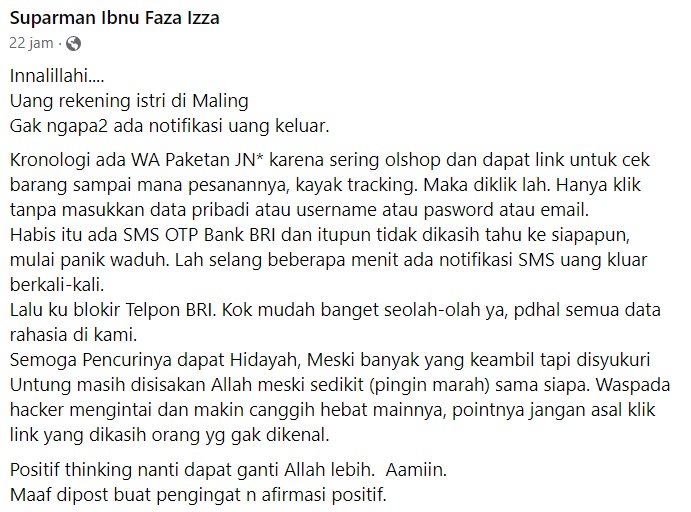 Suparman Ibnu Faza Izza
22 jam ·
Innalillahi....
Uang rekening istri di Maling
Gak ngapa2 ada notifikasi uang keluar.
Kronologi ada WA Paketan JN* karena sering olshop dan dapat link untuk cek
barang sampai mana pesanannya, kayak tracking. Maka diklik lah. Hanya klik
tanpa masukkan data pribadi atau username atau pasword atau email.
Habis itu ada SMS OTP Bank BRI dan itupun tidak dikasih tahu ke siapapun,
mulai panik waduh. Lah selang beberapa menit ada notifikasi SMS uang kluar
berkali-kali.
Lalu ku blokir Telpon BRI. Kok mudah banget seolah-olah ya, pdhal semua data
rahasia di kami.
Semoga Pencurinya dapat Hidayah, Meski banyak yang keambil tapi disyukuri
Untung masih disisakan Allah meski sedikit (pingin marah) sama siapa. Waspada
hacker mengintai dan makin canggih hebat mainnya, pointnya jangan asal klik
link yang dikasih orang yg gak dikenal.
Positif thinking nanti dapat ganti Allah lebih.  Aamiin.
Maaf dipost buat pengingat n afirmasi positif.